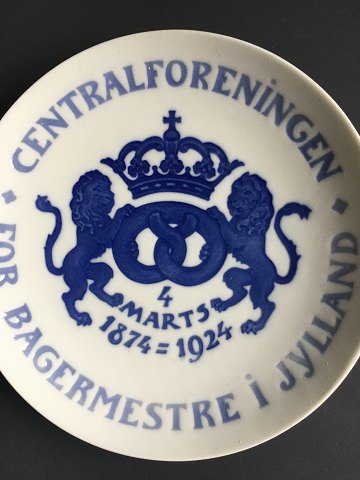 CENTRALFORENINGEN
FOR BAGERMESTRE i JYLLAND
4
MARTS
1874=1924